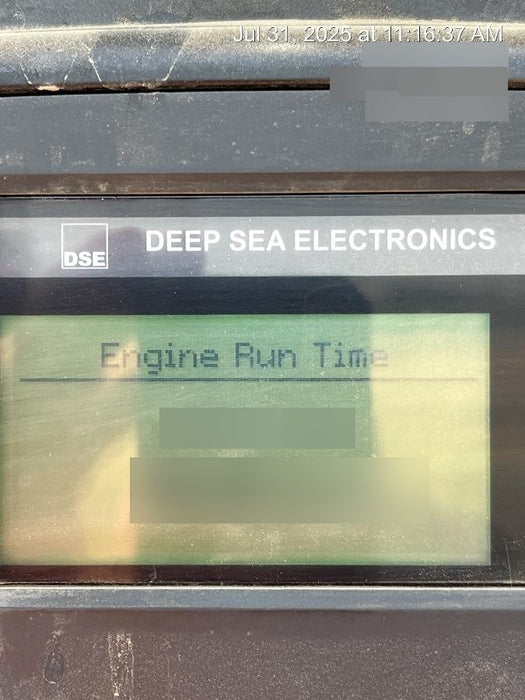 Jul 31, 2025 at 11:16:37 AM
DSE
DEEP SEA ELECTRONICS
Engine Run Time